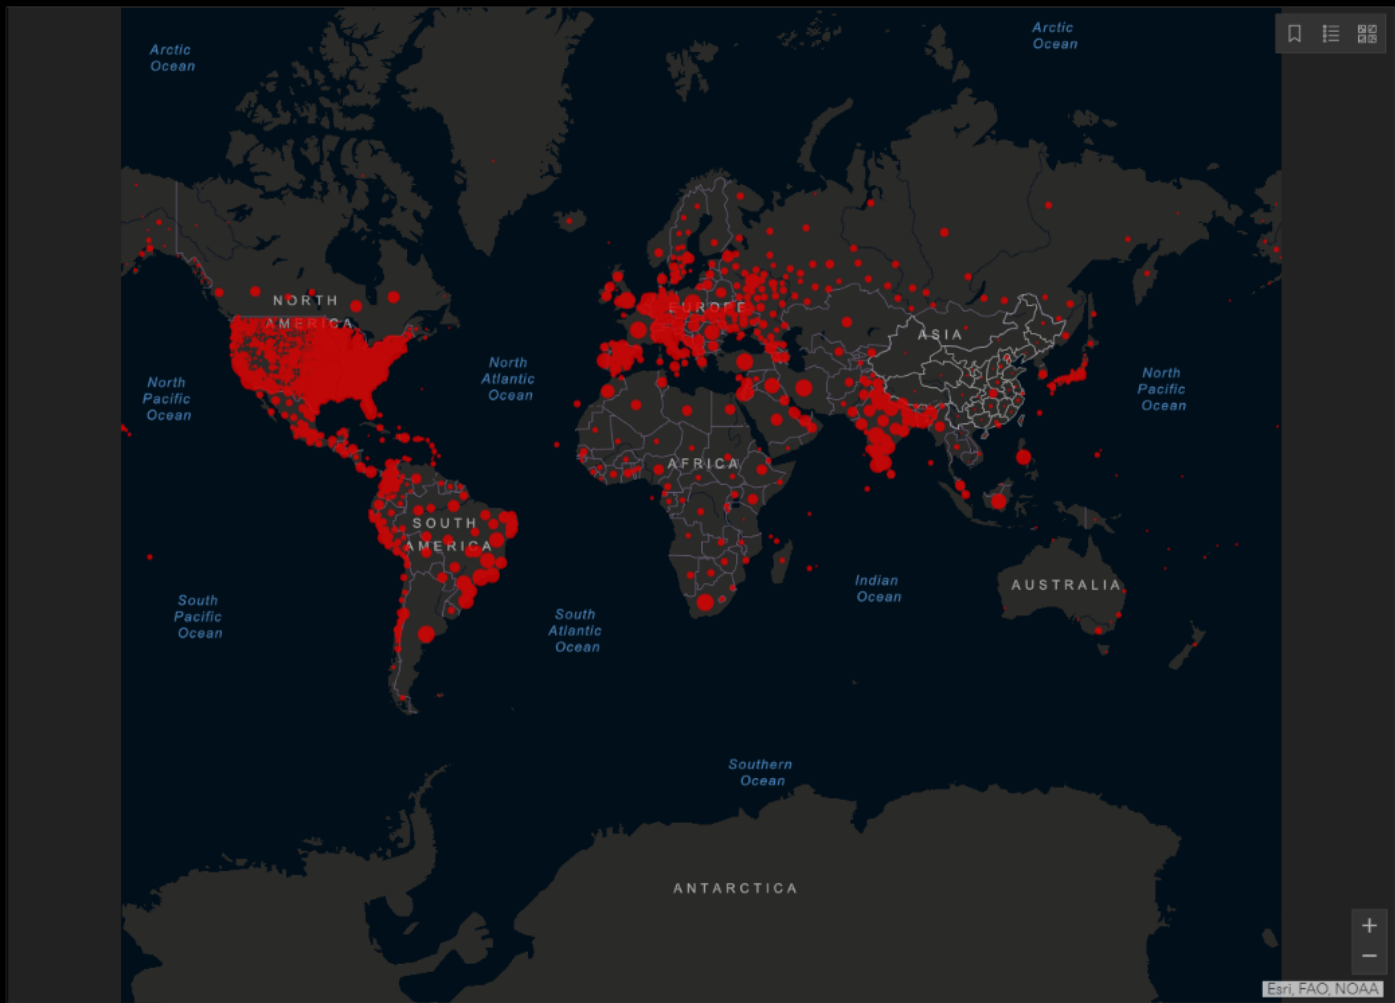 Arctic
Ocean
Arctic
Ocean
NORTH
AMERICA
EUROPE
ASIA
North
Atlantic
Ocean
North
Pacific
Ocean
North
Pacific
Ocean
AFRICA
SOUTH
AMERICA
Indian
Ocean
AUSTRALIA
South
Pacific
Ocean
South
Atlantic
Ocean
Southern
Ocean
ANTARCTICA
+
−
Esri, FAO, NOAA